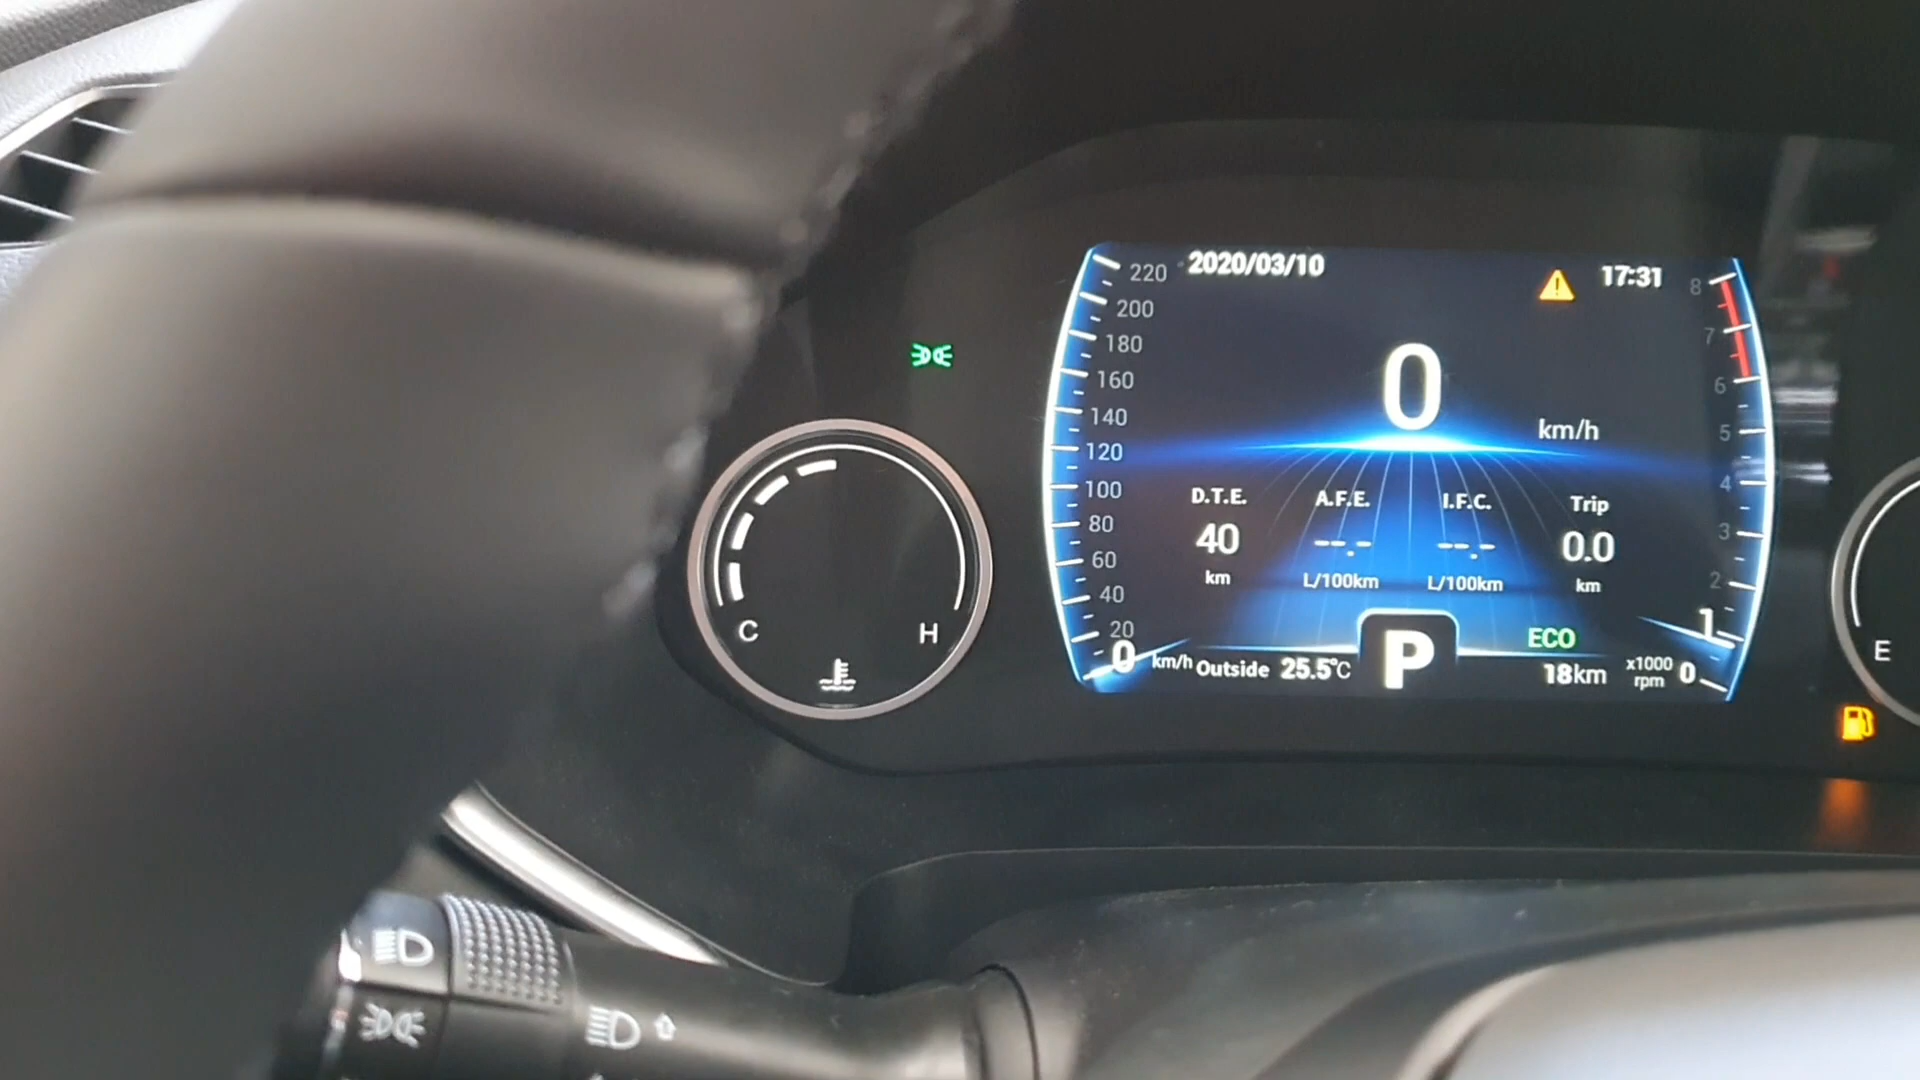 2020/03/10
17:31
220
200
180
160
140
120
100
80
60
40
20
0 km/h
0
km/h
D.T.E. A.F.E. I.F.C. Trip
40 --.- --.- 0.0
km L/100km L/100km km
P
ECO
Outside 25.5°C
18km
x1000
rpm
8
7
6
5
4
3
2
1
0
C
H
E